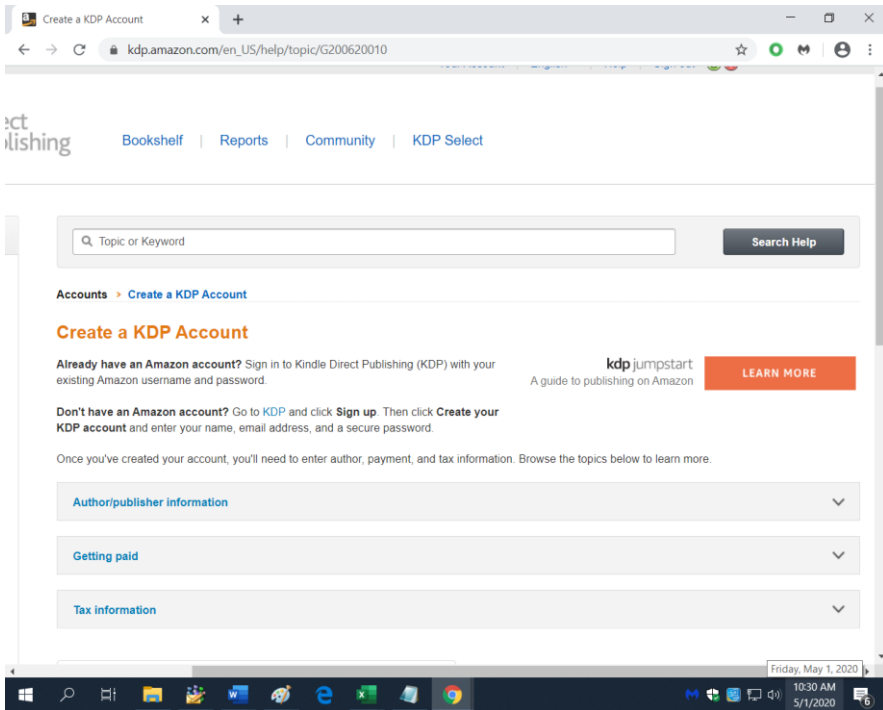 Create a KDP Account
kdp.amazon.com/en_US/help/topic/G200620010
ect
lishing
Bookshelf | Reports | Community | KDP Select
Topic or Keyword
Search Help
Accounts > Create a KDP Account
Create a KDP Account
Already have an Amazon account? Sign in to Kindle Direct Publishing (KDP) with your
existing Amazon username and password.
kdp jumpstart
A guide to publishing on Amazon
LEARN MORE
Don't have an Amazon account? Go to KDP and click Sign up. Then click Create your
KDP account and enter your name, email address, and a secure password.
Once you've created your account, you'll need to enter author, payment, and tax information. Browse the topics below to learn more.
Author/publisher information
Getting paid
Tax information
Friday, May 1, 2020
10:30 AM
5/1/2020
6